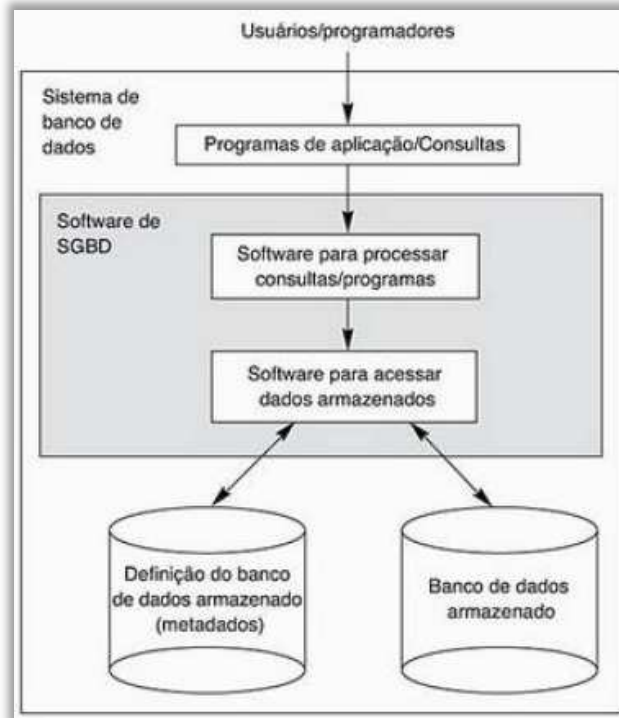 Usuários/programadores
Sistema de
banco de
dados
Programas de aplicação/Consultas
Software de
SGBD
Software para processar
consultas/programas
Software para acessar
dados armazenados
Definição do banco
de dados armazenado
(metadados)
Banco de dados
armazenado